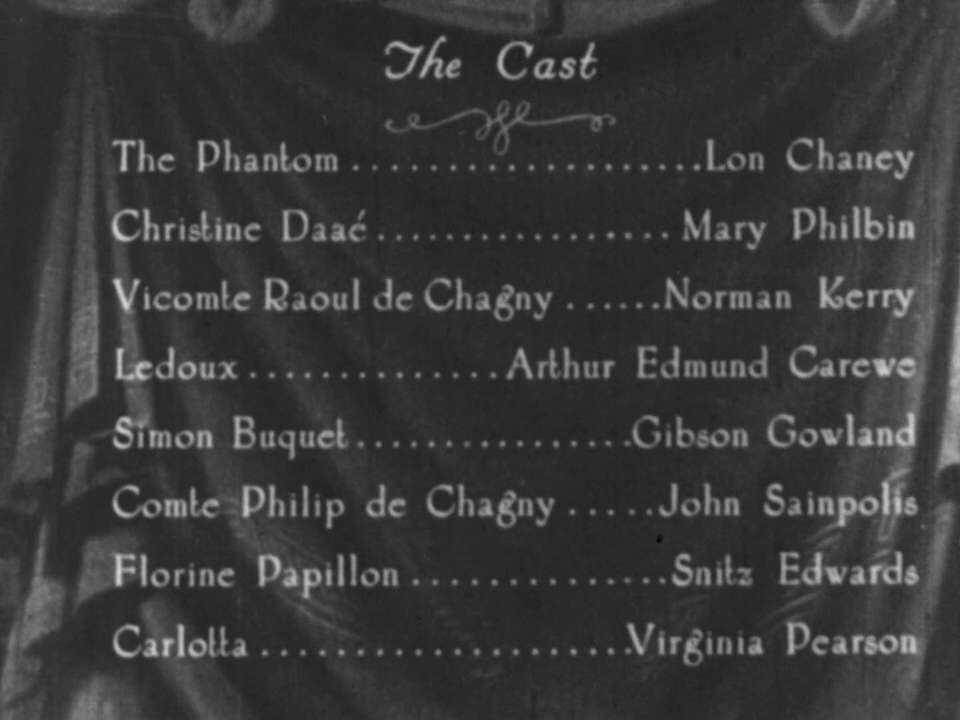 The Cast
The Phantom....................Lon Chaney
Christine Daaé.................Mary Philbin
Vicomte Raoul de Chagny......Norman Kerry
Ledoux..............Arthur Edmund Carewe
Simon Buquet................Gibson Gowland
Comte Philip de Chagny.....John Sainpolis
Florine Papillon..............Snitz Edwards
Carlotta.....................Virginia Pearson